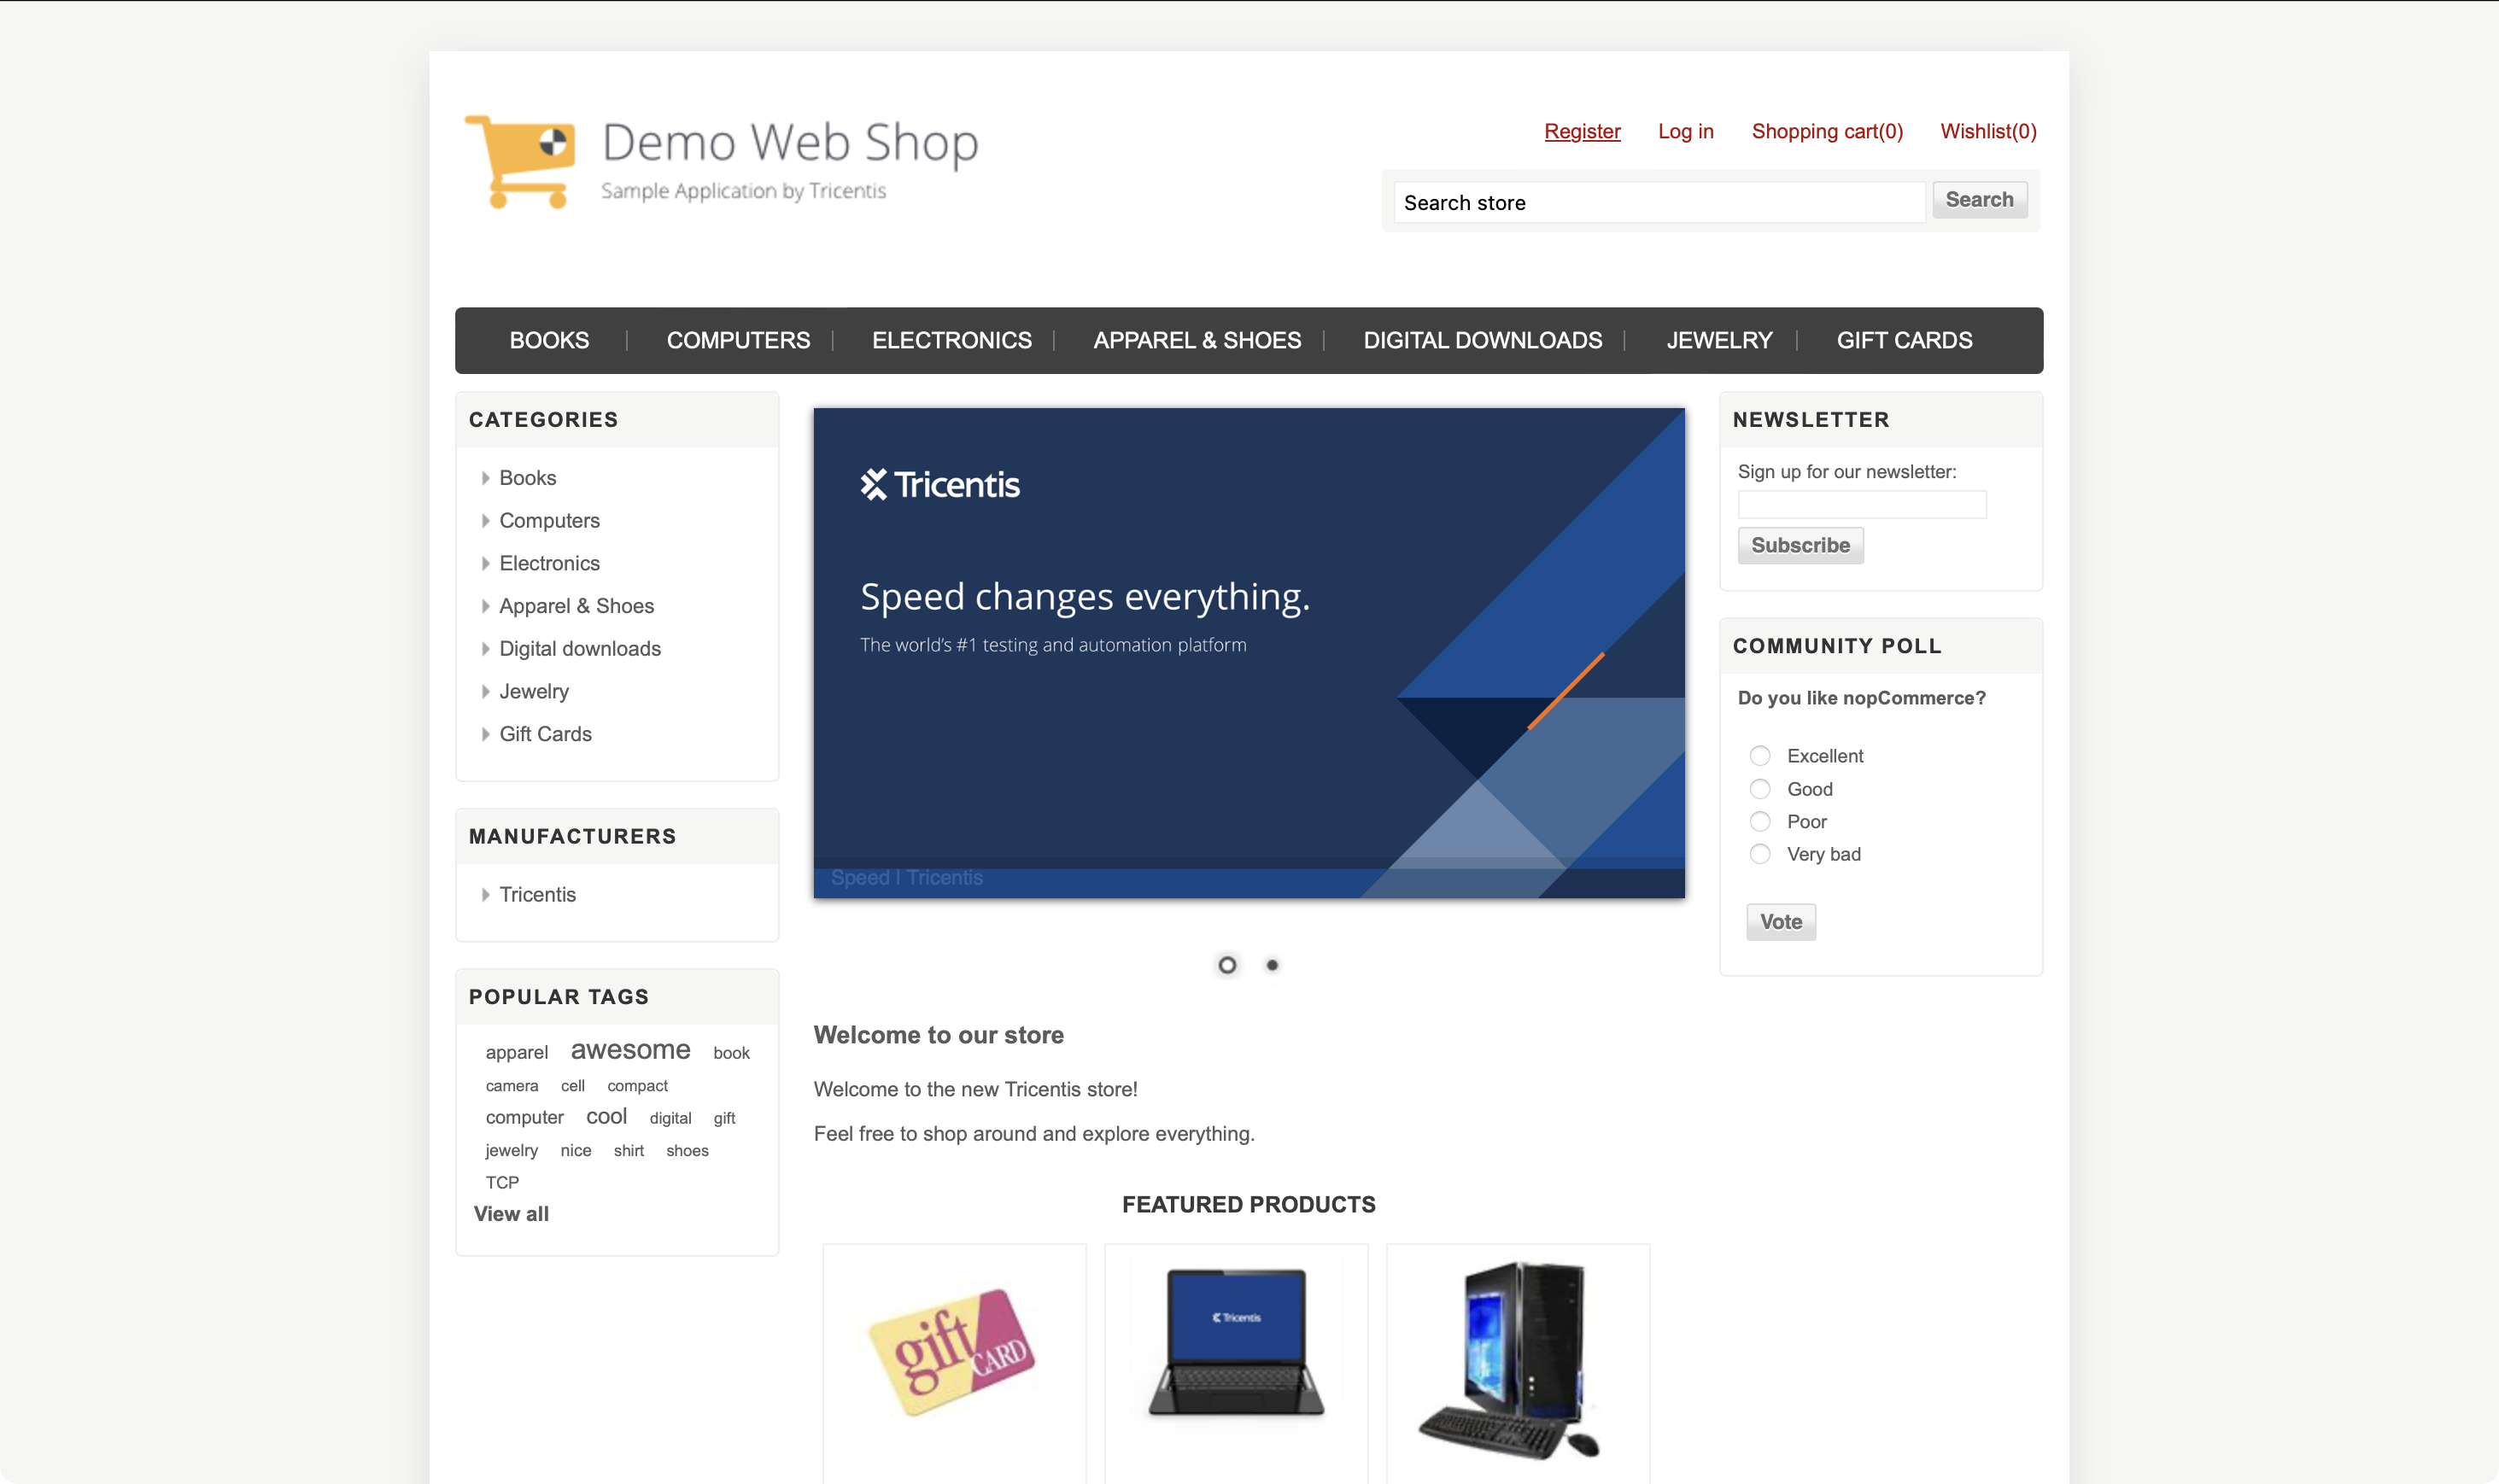 Demo Web Shop
Sample Application by Tricentis
Register Log in Shopping cart(0) Wishlist(0)
Search store Search
BOOKS COMPUTERS ELECTRONICS APPAREL & SHOES DIGITAL DOWNLOADS JEWELRY GIFT CARDS
CATEGORIES
Books
Computers
Electronics
Apparel & Shoes
Digital downloads
Jewelry
Gift Cards
MANUFACTURERS
Tricentis
POPULAR TAGS
apparel awesome book
camera cell compact
computer cool digital gift
jewelry nice shirt shoes
TCP
View all
Tricentis
Speed changes everything.
The world's #1 testing and automation platform
Speed | Tricentis
Welcome to our store
Welcome to the new Tricentis store!
Feel free to shop around and explore everything.
FEATURED PRODUCTS
gift CARD
Tricentis
NEWSLETTER
Sign up for our newsletter:
Subscribe
COMMUNITY POLL
Do you like nopCommerce?
Excellent
Good
Poor
Very bad
Vote